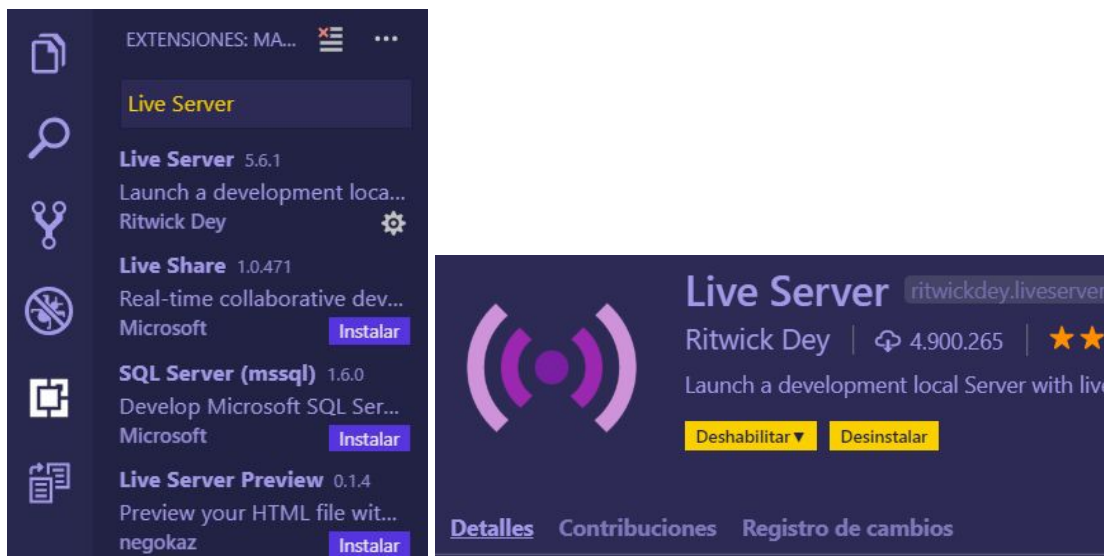 EXTENSIONES: MA...
Live Server
Live Server 5.6.1
Launch a development loca...
Ritwick Dey
Live Share 1.0.471
Real-time collaborative dev...
Microsoft Instalar
SQL Server (mssql) 1.6.0
Develop Microsoft SQL Ser...
Microsoft Instalar
Live Server Preview 0.1.4
Preview your HTML file wit...
negokaz Instalar
Live Server ritwickdey.liveserver
Ritwick Dey 4.900.265
Launch a development local Server with live
Deshabilitar Desinstalar
Detalles Contribuciones Registro de cambios